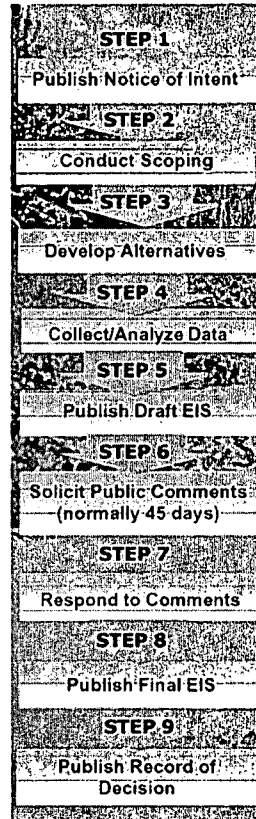 STEP 1
Publish Notice of Intent
STEP 2
Conduct Scoping
STEP 3
Develop Alternatives
STEP 4
Collect/Analyze Data
STEP 5
Publish Draft EIS
STEP 6
Solicit Public Comments
(normally 45 days)
STEP 7
Respond to Comments
STEP 8
Publish Final EIS
STEP 9
Publish Record of
Decision